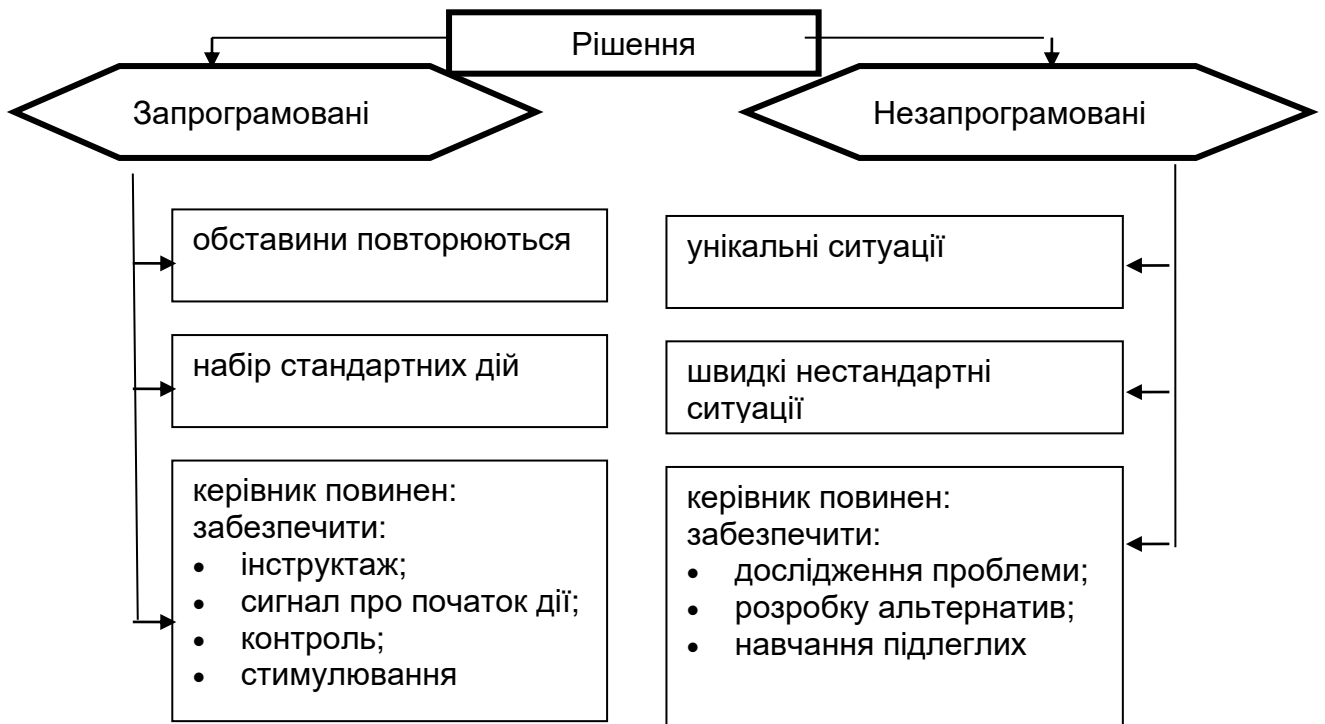 Рішення
Запрограмовані
Незапрограмовані
обставини повторюються
набір стандартних дій
керівник повинен:
забезпечити:
• інструктаж;
• сигнал про початок дії;
• контроль;
• стимулювання
унікальні ситуації
швидкі нестандартні
ситуації
керівник повинен:
забезпечити:
• дослідження проблеми;
• розробку альтернатив;
• навчання підлеглих